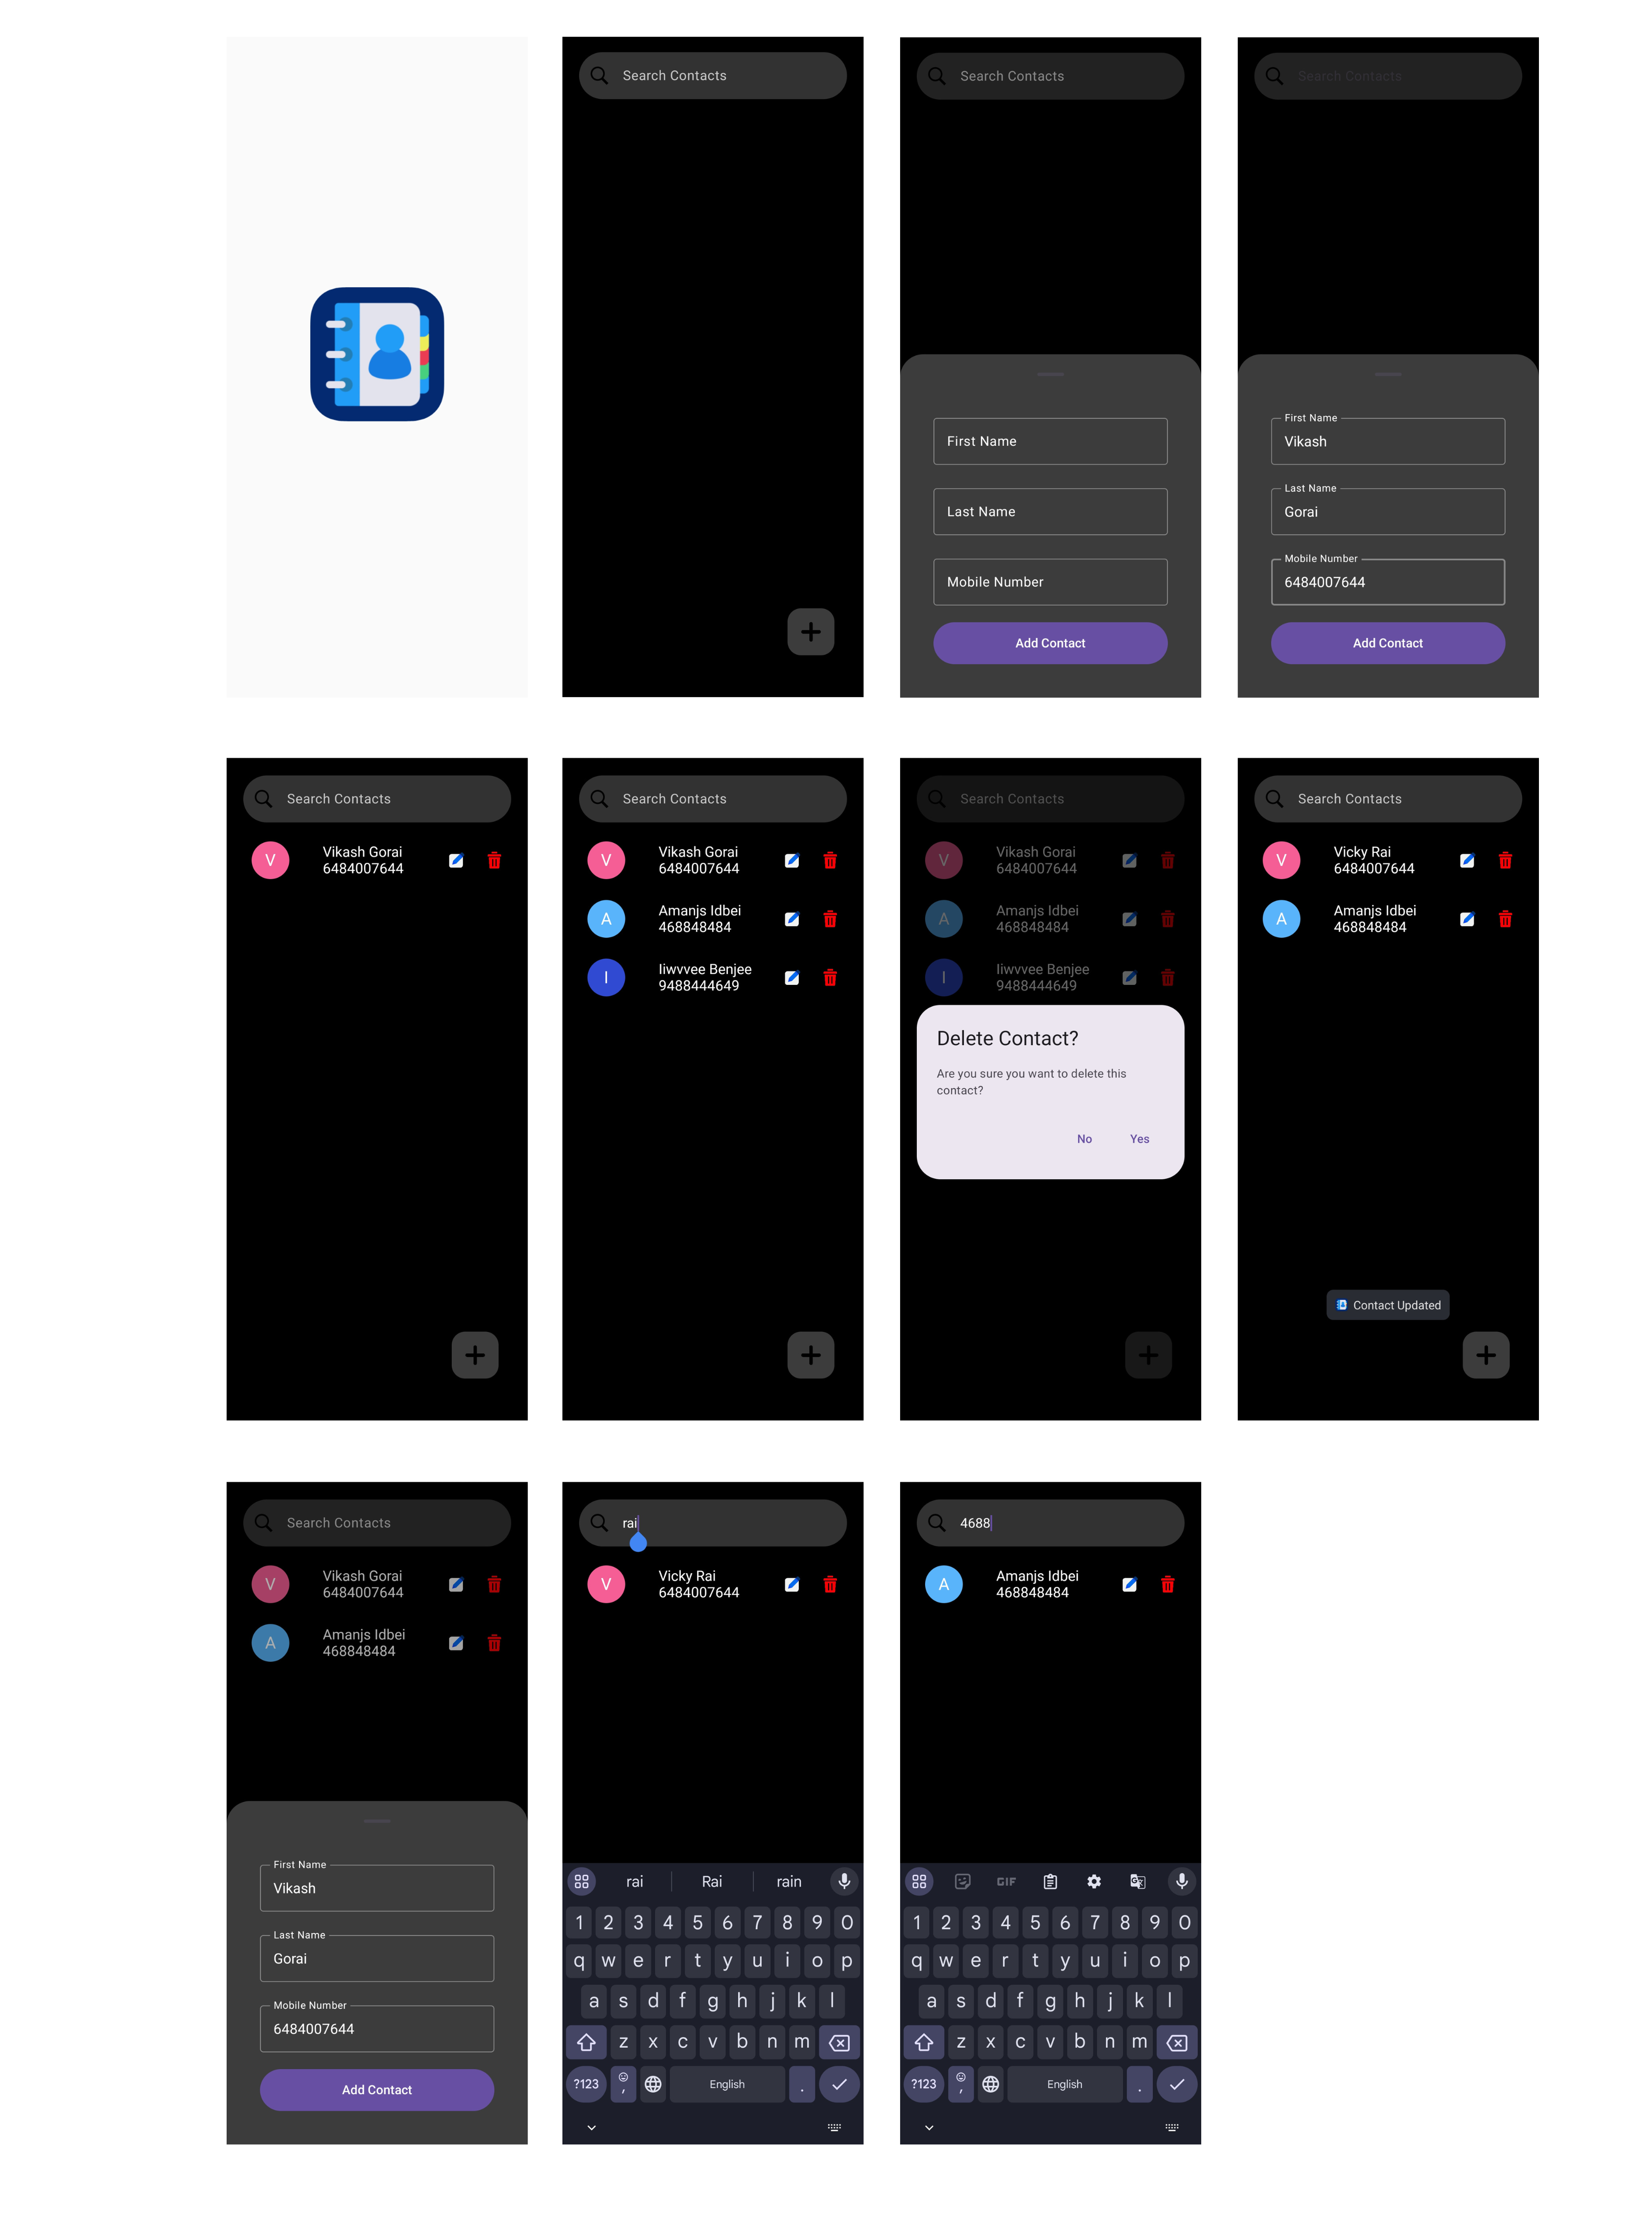 Search Contacts
Search Contacts
First Name
Last Name
Mobile Number
Add Contact
Search Contacts
First Name
Vikash
Last Name
Gorai
Mobile Number
6484007644
Add Contact
Search Contacts
V
Vikash Gorai
6484007644
Search Contacts
V
Vikash Gorai
6484007644
A
Amanjs Idbei
468848484
I
Iiwvvee Benjee
9488444649
Search Contacts
V
Vikash Gorai
6484007644
A
Amanjs Idbei
468848484
I
Iiwvvee Benjee
9488444649
Delete Contact?
Are you sure you want to delete this
contact?
No Yes
Search Contacts
V
Vicky Rai
6484007644
A
Amanjs Idbei
468848484
Contact Updated
Search Contacts
V
Vikash Gorai
6484007644
A
Amanjs Idbei
468848484
First Name
Vikash
Last Name
Gorai
Mobile Number
6484007644
Add Contact
rai
V
Vicky Rai
6484007644
rai Rai rain
1 2 3 4 5 6 7 8 9 0
q w e r t y u i o p
a s d f g h j k l
z x c v b n m
?123 , English .
4688
A
Amanjs Idbei
468848484
GIF
1 2 3 4 5 6 7 8 9 0
q w e r t y u i o p
a s d f g h j k l
z x c v b n m
?123 , English .